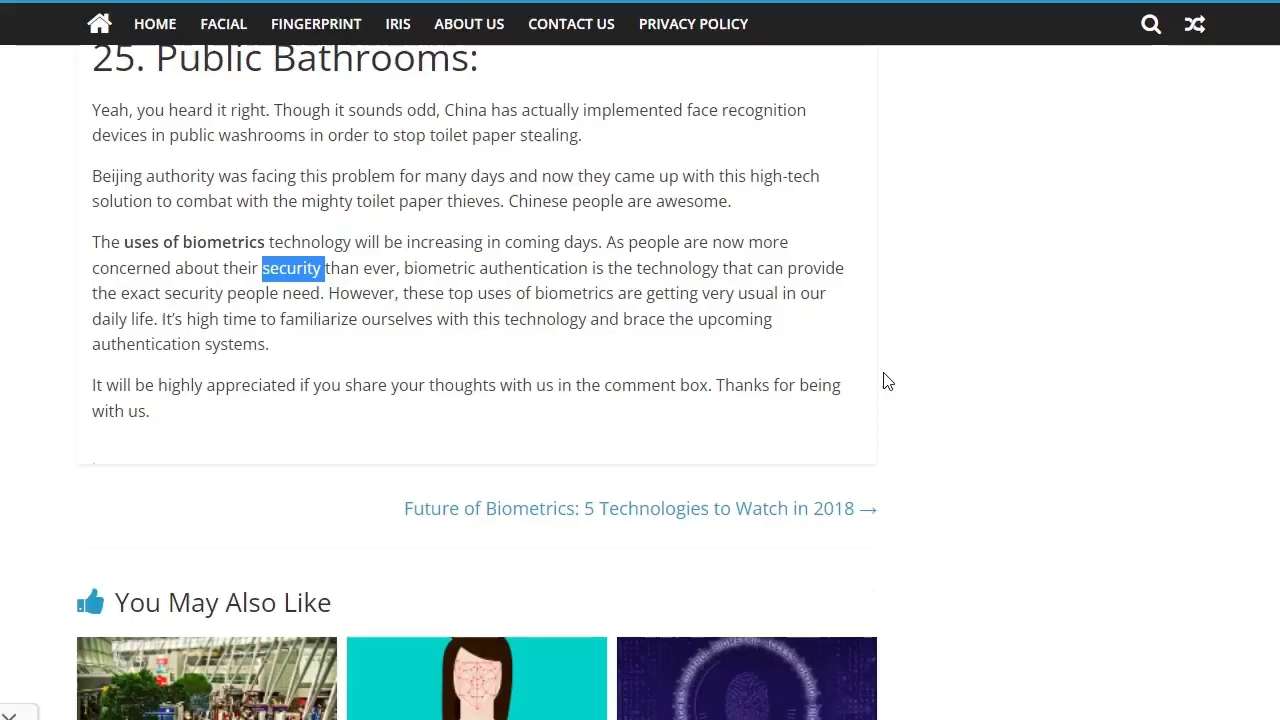 HOME FACIAL FINGERPRINT IRIS ABOUT US CONTACT US PRIVACY POLICY
25. Public Bathrooms:
Yeah, you heard it right. Though it sounds odd, China has actually implemented face recognition
devices in public washrooms in order to stop toilet paper stealing.
Beijing authority was facing this problem for many days and now they came up with this high-tech
solution to combat with the mighty toilet paper thieves. Chinese people are awesome.
The uses of biometrics technology will be increasing in coming days. As people are now more
concerned about their security than ever, biometric authentication is the technology that can provide
the exact security people need. However, these top uses of biometrics are getting very usual in our
daily life. It’s high time to familiarize ourselves with this technology and brace the upcoming
authentication systems.
It will be highly appreciated if you share your thoughts with us in the comment box. Thanks for being
with us.
Future of Biometrics: 5 Technologies to Watch in 2018 →
You May Also Like